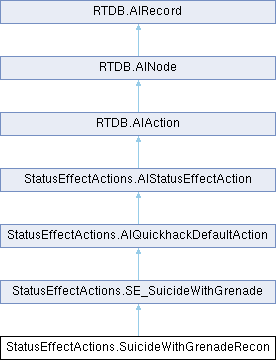 RTDB.AIRecord
RTDB.AINode
RTDB.AIAction
StatusEffectActions.AIStatusEffectAction
StatusEffectActions.AIQuickhackDefaultAction
StatusEffectActions.SE_SuicideWithGrenade
StatusEffectActions.SuicideWithGrenadeRecon